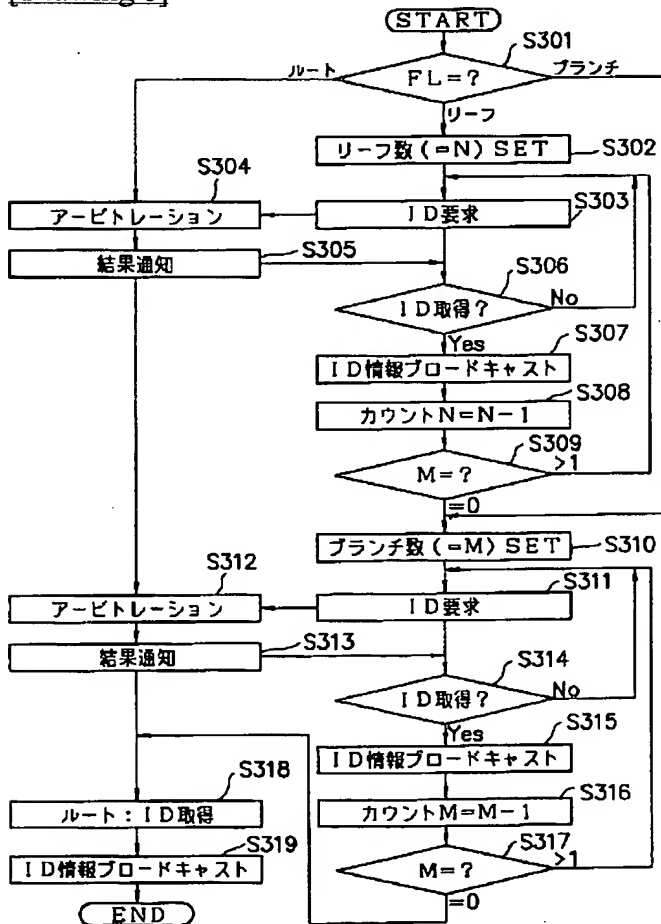 START
S301
ルート
FL=?
ブランチ
リーフ
リーフ数(=N) SET
S302
S304
アービトレーション
ID要求
S303
結果通知
S305
S306
ID取得?
No
Yes
S307
ID情報ブロードキャスト
S308
カウントN=N-1
S309
M=?
>1
=0
ブランチ数(=M) SET
S310
S312
S311
アービトレーション
ID要求
結果通知
S313
S314
ID取得?
No
Yes
S315
ID情報ブロードキャスト
S318
S316
ルート:ID取得
カウントM=M-1
S319
S317
ID情報ブロードキャスト
M=?
>1
=0
END